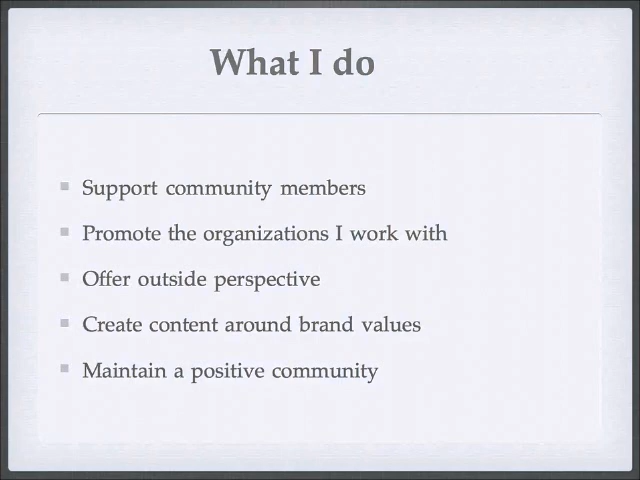 What I do
Support community members
Promote the organizations I work with
Offer outside perspective
Create content around brand values
Maintain a positive community